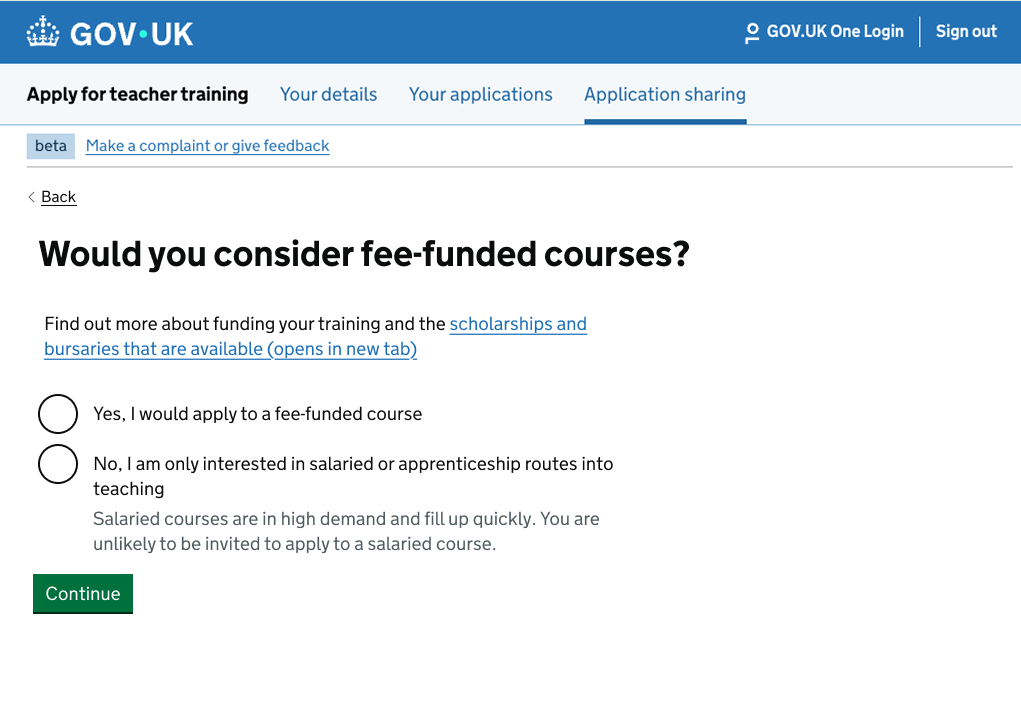 GOV·UK
GOV.UK One Login
Sign out
Apply for teacher training
Your details
Your applications
Application sharing
beta
Make a complaint or give feedback
Back
Would you consider fee-funded courses?
Find out more about funding your training and the scholarships and
bursaries that are available (opens in new tab)
Yes, I would apply to a fee-funded course
No, I am only interested in salaried or apprenticeship routes into
teaching
Salaried courses are in high demand and fill up quickly. You are
unlikely to be invited to apply to a salaried course.
Continue